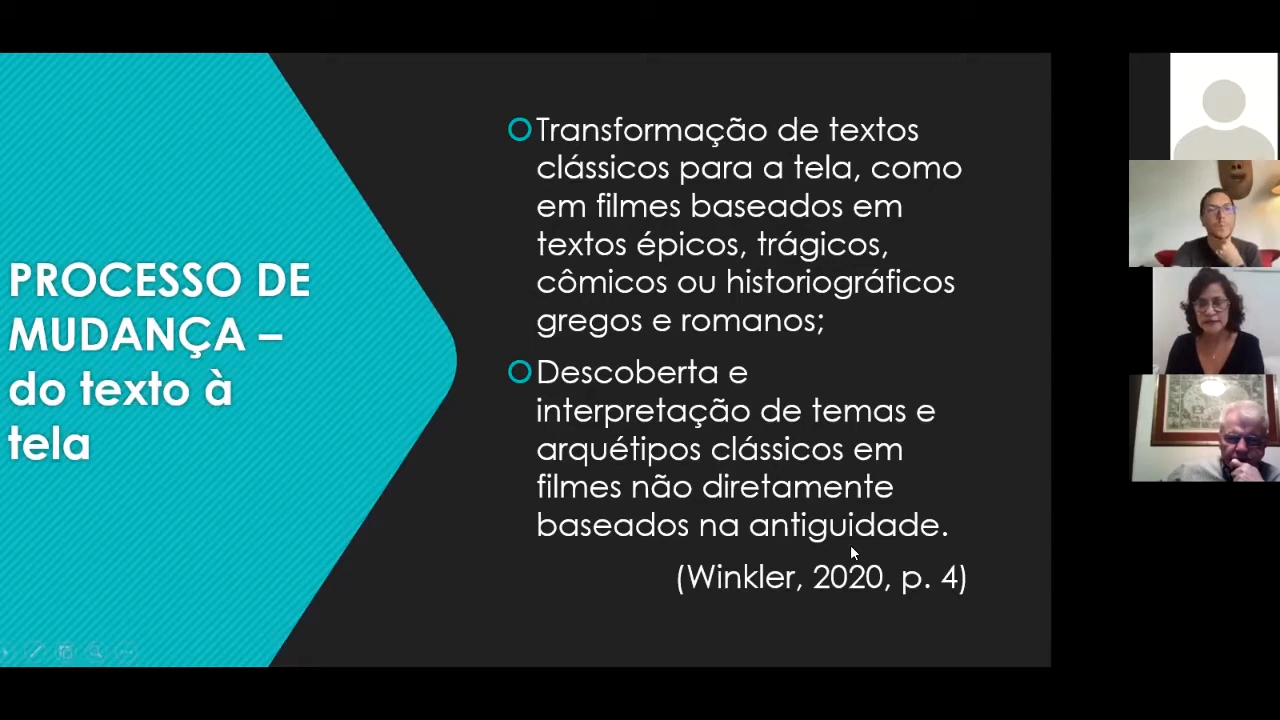 PROCESSO DE
MUDANÇA –
do texto à
tela
Transformação de textos
clássicos para a tela, como
em filmes baseados em
textos épicos, trágicos,
cômicos ou historiográficos
gregos e romanos;
Descoberta e
interpretação de temas e
arquétipos clássicos em
filmes não diretamente
baseados na antiguidade.
(Winkler, 2020, p. 4)